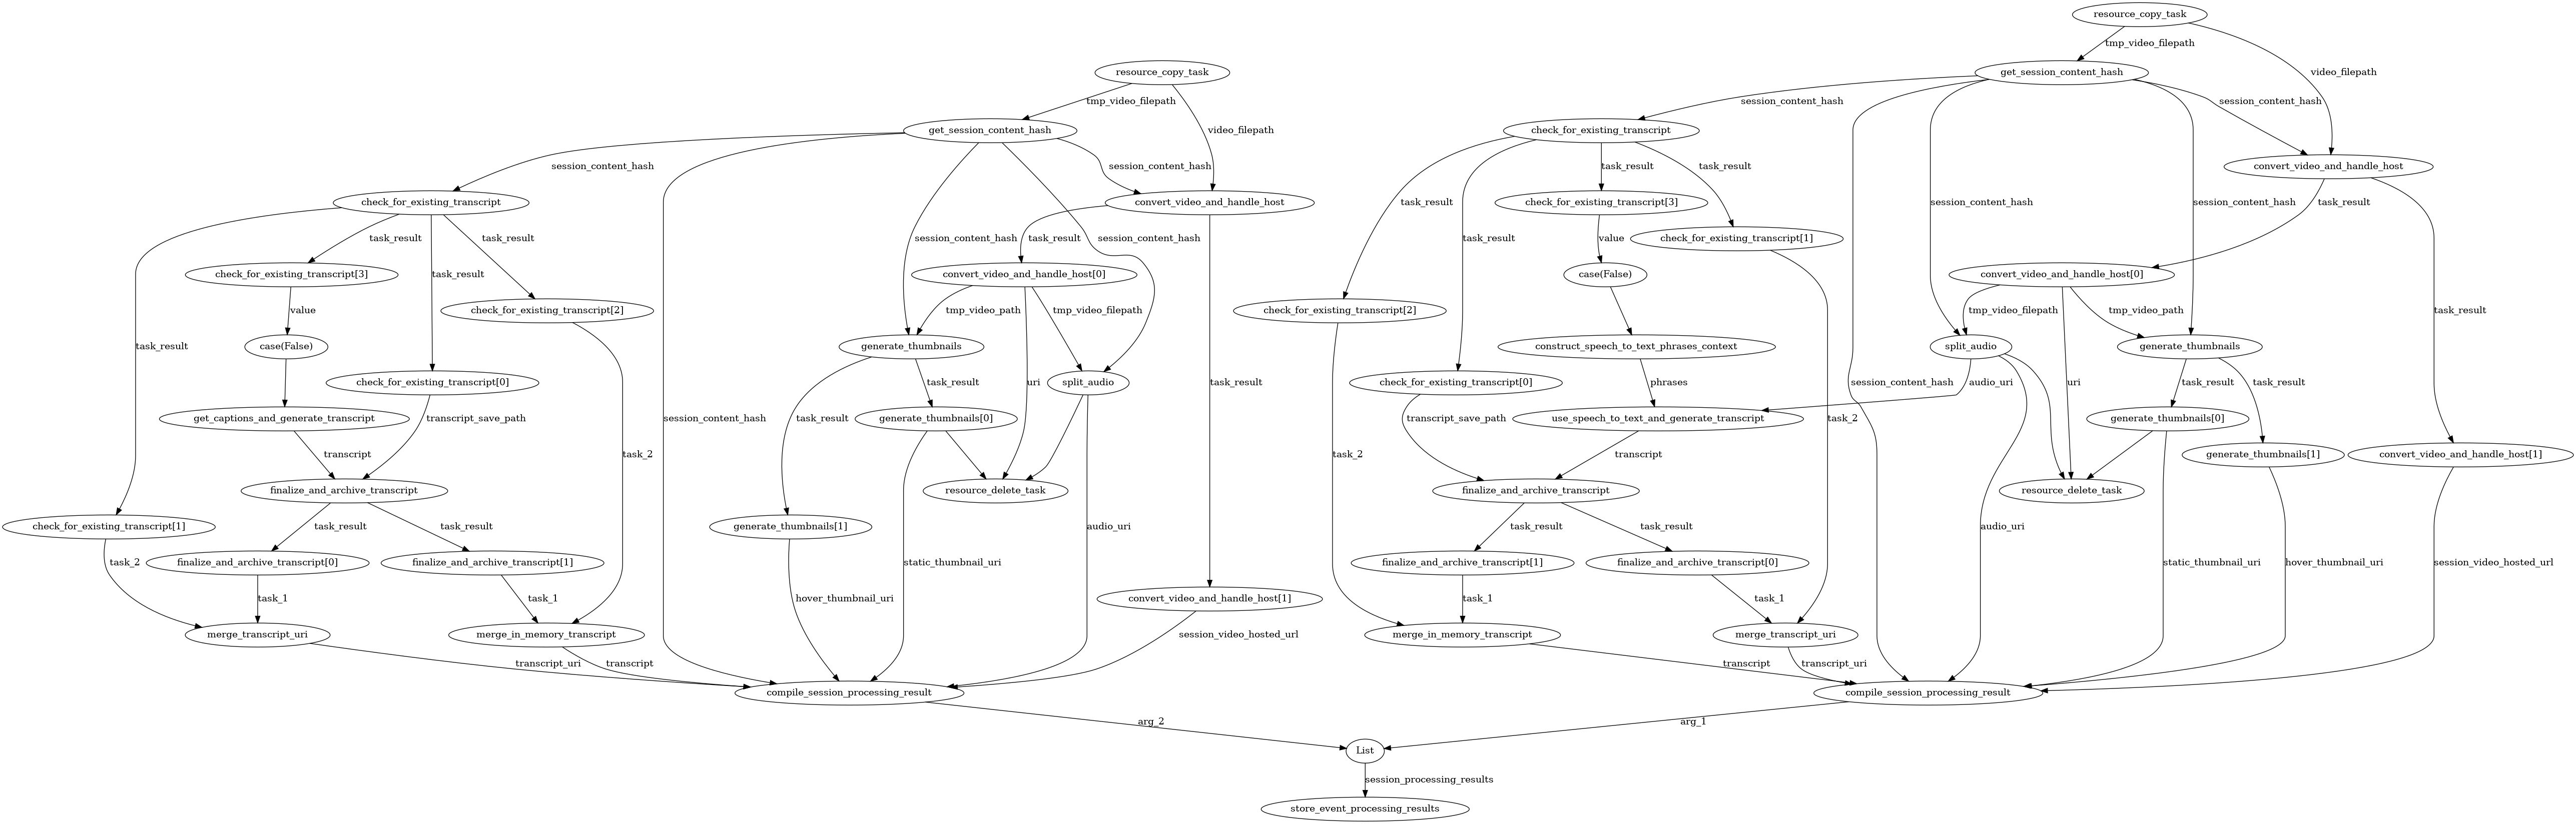 resource_copy_task
tmp_video_filepath
resource_copy_task
get_session_content_hash
video_filepath
tmp_video_filepath
session_content_hash
session_content_hash
get_session_content_hash
video_filepath
check_for_existing_transcript
session_content_hash
session_content_hash
task_result
task_result
convert_video_and_handle_host
check_for_existing_transcript
convert_video_and_handle_host
task_result
check_for_existing_transcript[3]
session_content_hash
session_content_hash
task_result
task_result
task_result
session_content_hash
task_result
session_content_hash
task_result
value
check_for_existing_transcript[1]
check_for_existing_transcript[3]
task_result
convert_video_and_handle_host[0]
case(False)
convert_video_and_handle_host[0]
value
check_for_existing_transcript[2]
tmp_video_path
tmp_video_filepath
check_for_existing_transcript[2]
tmp_video_filepath
tmp_video_path
task_result
task_result
case(False)
generate_thumbnails
construct_speech_to_text_phrases_context
split_audio
generate_thumbnails
check_for_existing_transcript[0]
task_result
uri
split_audio
task_result
check_for_existing_transcript[0]
phrases
session_content_hash
audio_uri
uri
task_result
task_result
get_captions_and_generate_transcript
transcript_save_path
session_content_hash
task_result
generate_thumbnails[0]
transcript_save_path
use_speech_to_text_and_generate_transcript
task_2
generate_thumbnails[0]
transcript
task_2
task_2
transcript
generate_thumbnails[1]
convert_video_and_handle_host[1]
finalize_and_archive_transcript
resource_delete_task
finalize_and_archive_transcript
resource_delete_task
check_for_existing_transcript[1]
task_result
task_result
generate_thumbnails[1]
audio_uri
task_result
task_result
audio_uri
task_2
finalize_and_archive_transcript[0]
finalize_and_archive_transcript[1]
static_thumbnail_uri
finalize_and_archive_transcript[1]
finalize_and_archive_transcript[0]
static_thumbnail_uri
hover_thumbnail_uri
session_video_hosted_url
task_1
task_1
hover_thumbnail_uri
convert_video_and_handle_host[1]
task_1
task_1
merge_transcript_uri
merge_in_memory_transcript
session_video_hosted_url
merge_in_memory_transcript
merge_transcript_uri
transcript_uri
transcript
transcript
transcript_uri
compile_session_processing_result
compile_session_processing_result
arg_2
arg_1
List
session_processing_results
store_event_processing_results